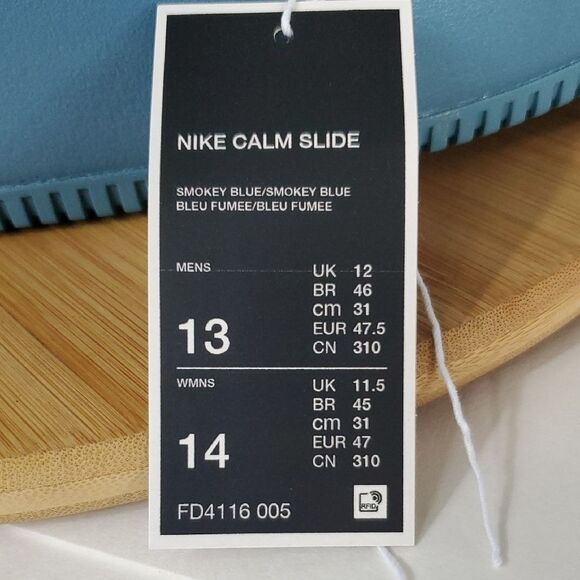 NIKE CALM SLIDE
SMOKEY BLUE/SMOKEY BLUE
BLEU FUMEE/BLEU FUMEE
MENS
13
UK 12
BR 46
cm 31
EUR 47.5
CN 310
WMNS
14
UK 11.5
BR 45
cm 31
EUR 47
CN 310
FD4116 005
RFID